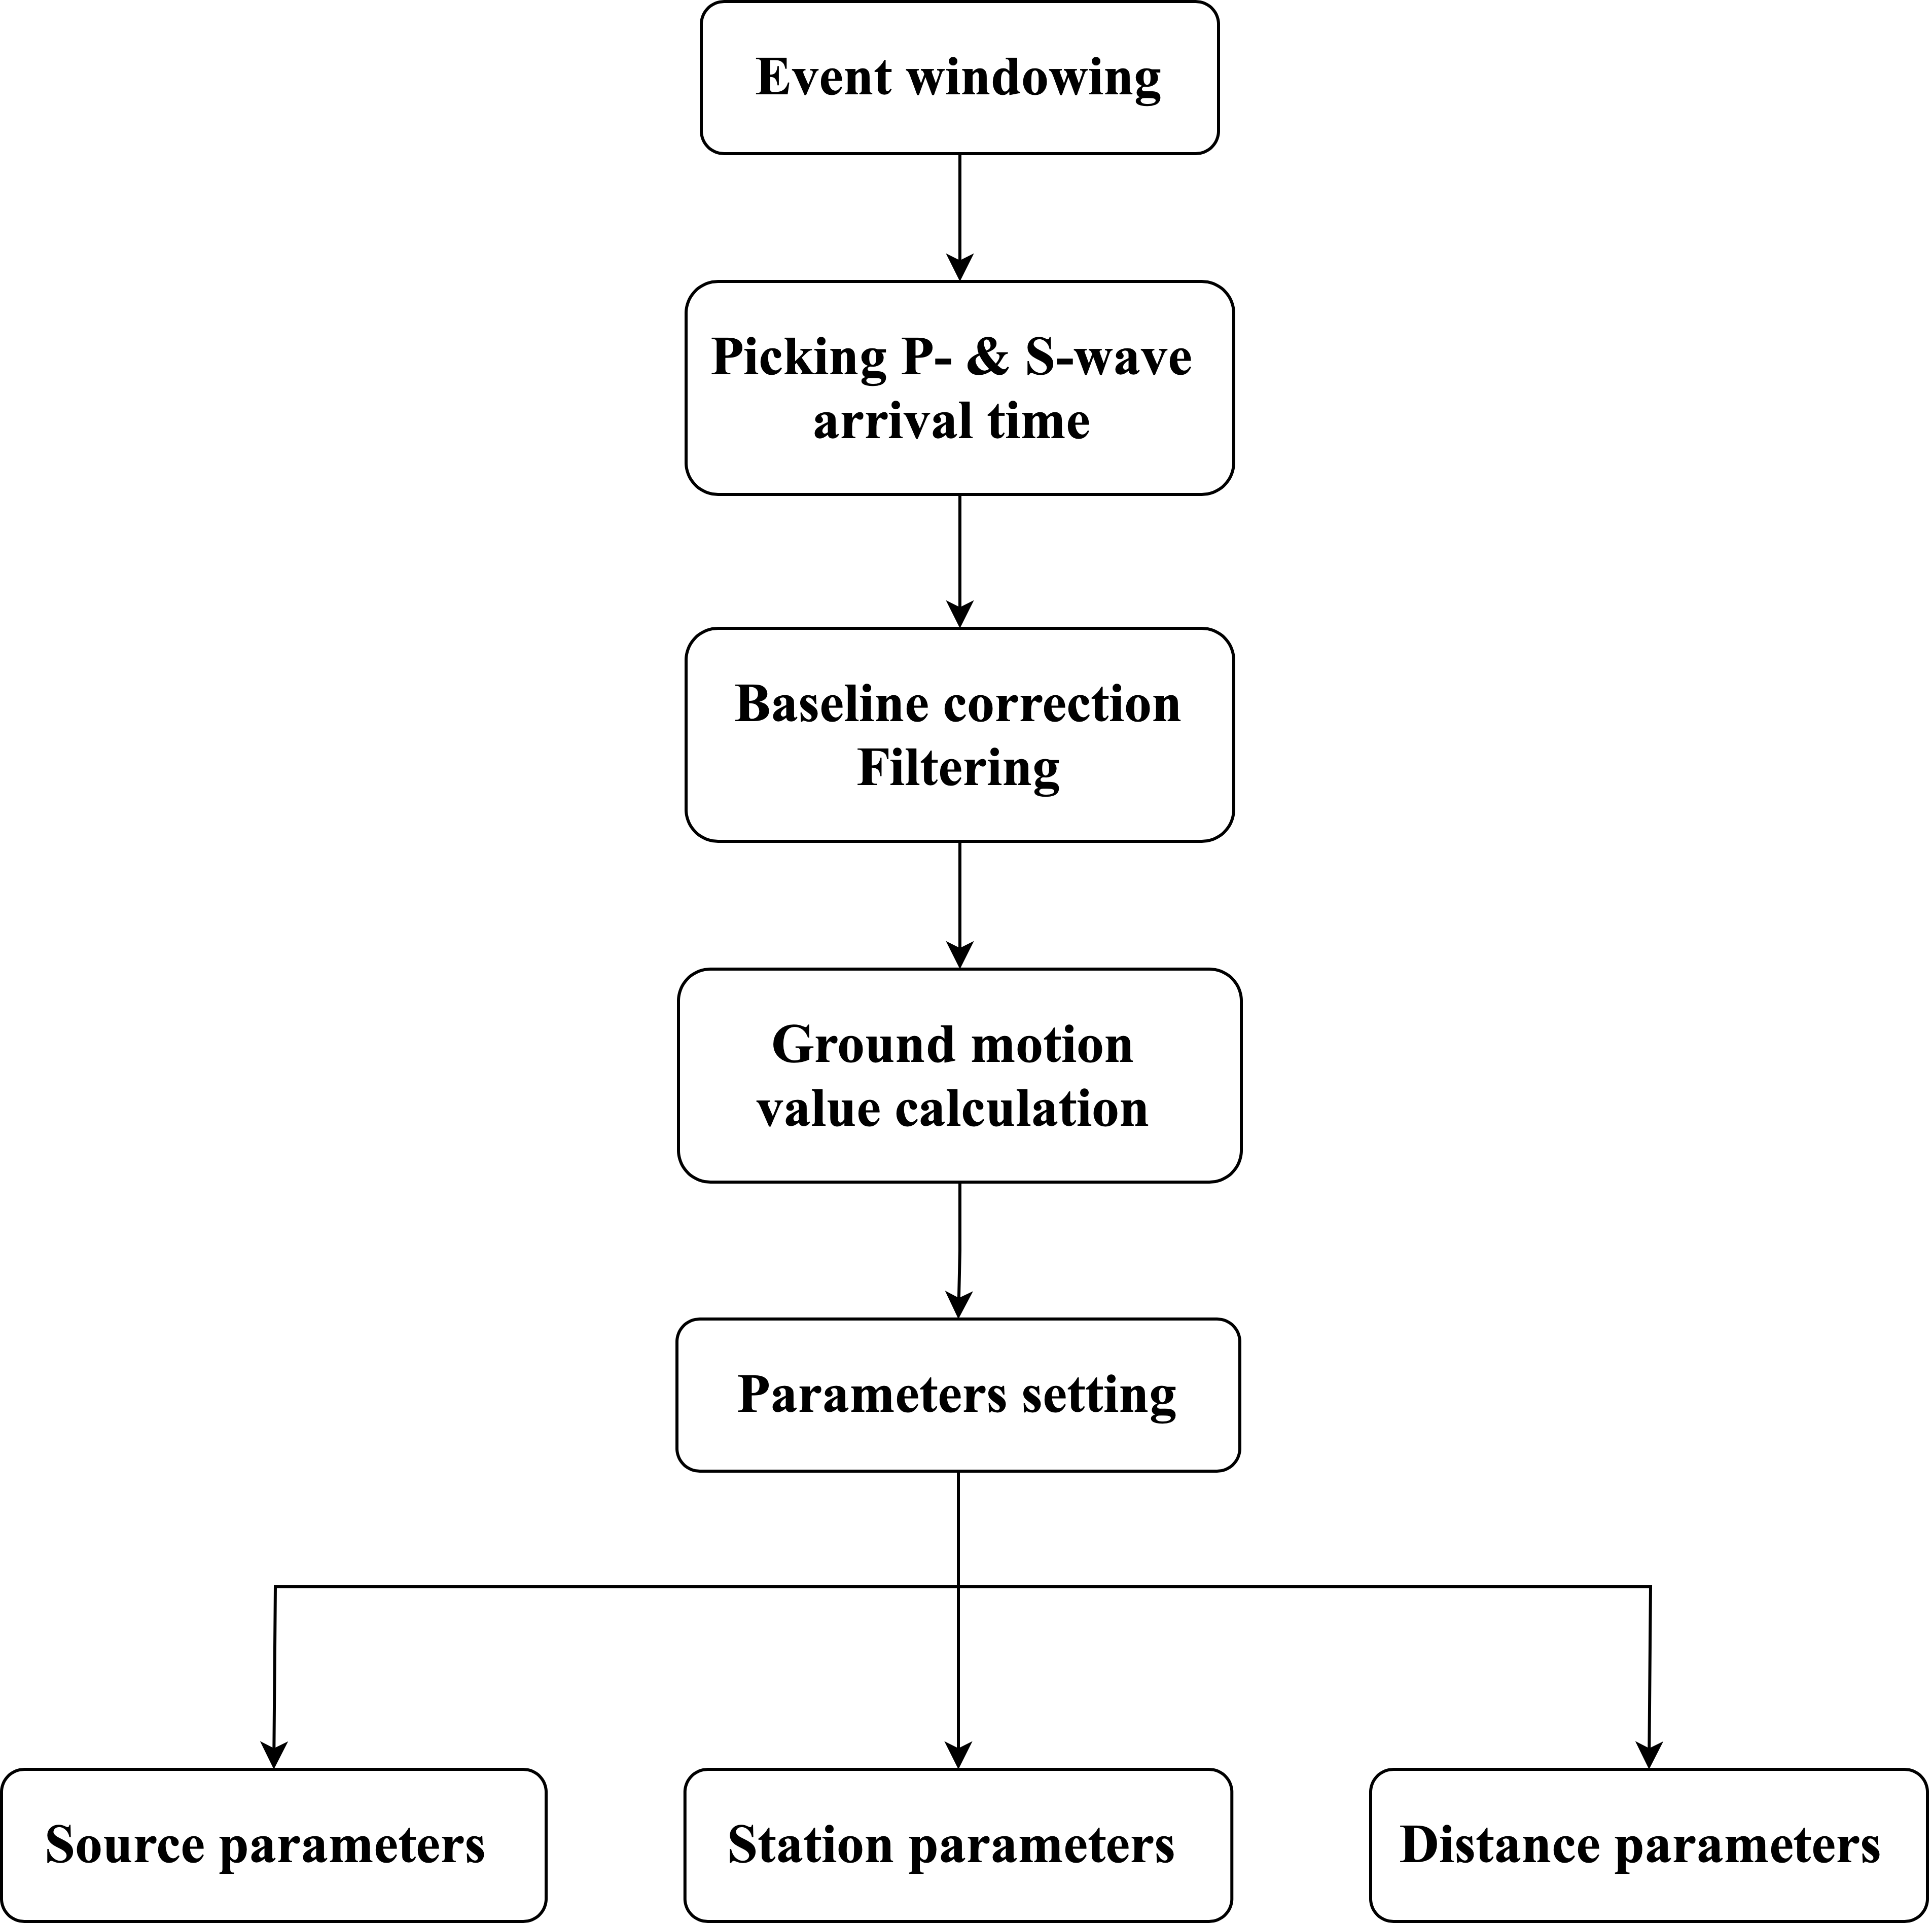 Event windowing
Picking P- & S-wave
arrival time
Baseline correction
Filtering
Ground motion
value calculation
Parameters setting
Source parameters
Station parameters
Distance parameters